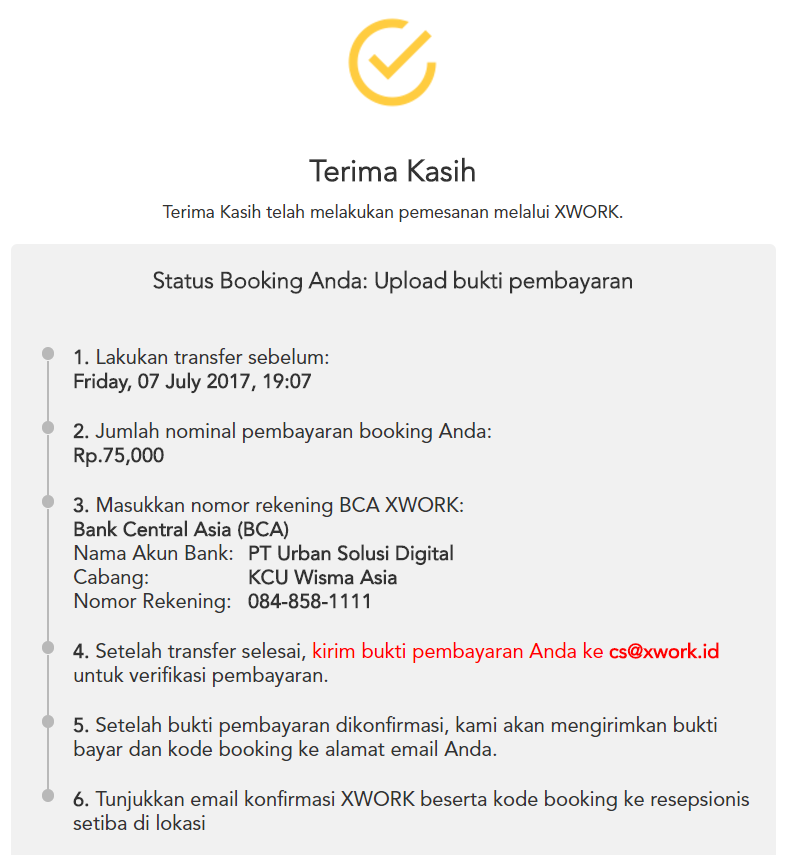 Terima Kasih
Terima Kasih telah melakukan pemesanan melalui XWORK.
Status Booking Anda: Upload bukti pembayaran
1. Lakukan transfer sebelum:
Friday, 07 July 2017, 19:07
2. Jumlah nominal pembayaran booking Anda:
Rp.75,000
3. Masukkan nomor rekening BCA XWORK:
Bank Central Asia (BCA)
Nama Akun Bank: PT Urban Solusi Digital
Cabang: KCU Wisma Asia
Nomor Rekening: 084-858-1111
4. Setelah transfer selesai, kirim bukti pembayaran Anda ke cs@xwork.id
untuk verifikasi pembayaran.
5. Setelah bukti pembayaran dikonfirmasi, kami akan mengirimkan bukti
bayar dan kode booking ke alamat email Anda.
6. Tunjukkan email konfirmasi XWORK beserta kode booking ke resepsionis
setiba di lokasi